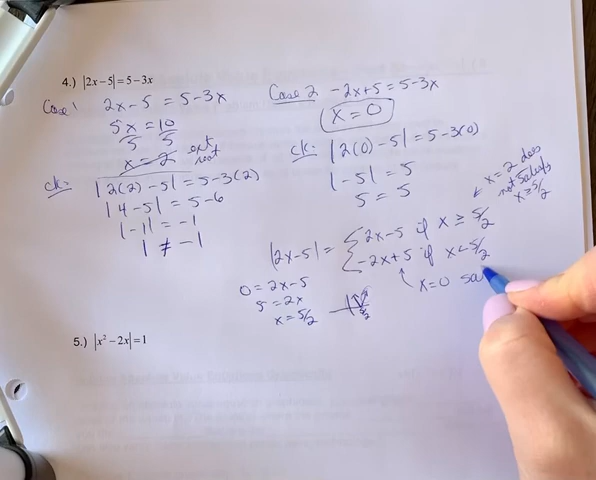 4.) |2x-5|=5-3x
Case 1
2x-5 = 5-3x
5x = 10
5 5
x = 2 ext root
ck: |2(2)-5| = 5-3(2)
|4-5| = 5-6
|-1| = -1
1 ≠ -1
Case 2 -2x+5 = 5-3x
x = 0
ck: |2(0)-5| = 5-3(0)
|-5| = 5
5 = 5
x = 2 does
not satisfy
x ≥ 5/2
|2x-5| = { 2x-5 if x ≥ 5/2
-2x+5 if x < 5/2
x=0 sa
0 = 2x-5
5 = 2x
x = 5/2
5/2
5.) |x²-2x|=1